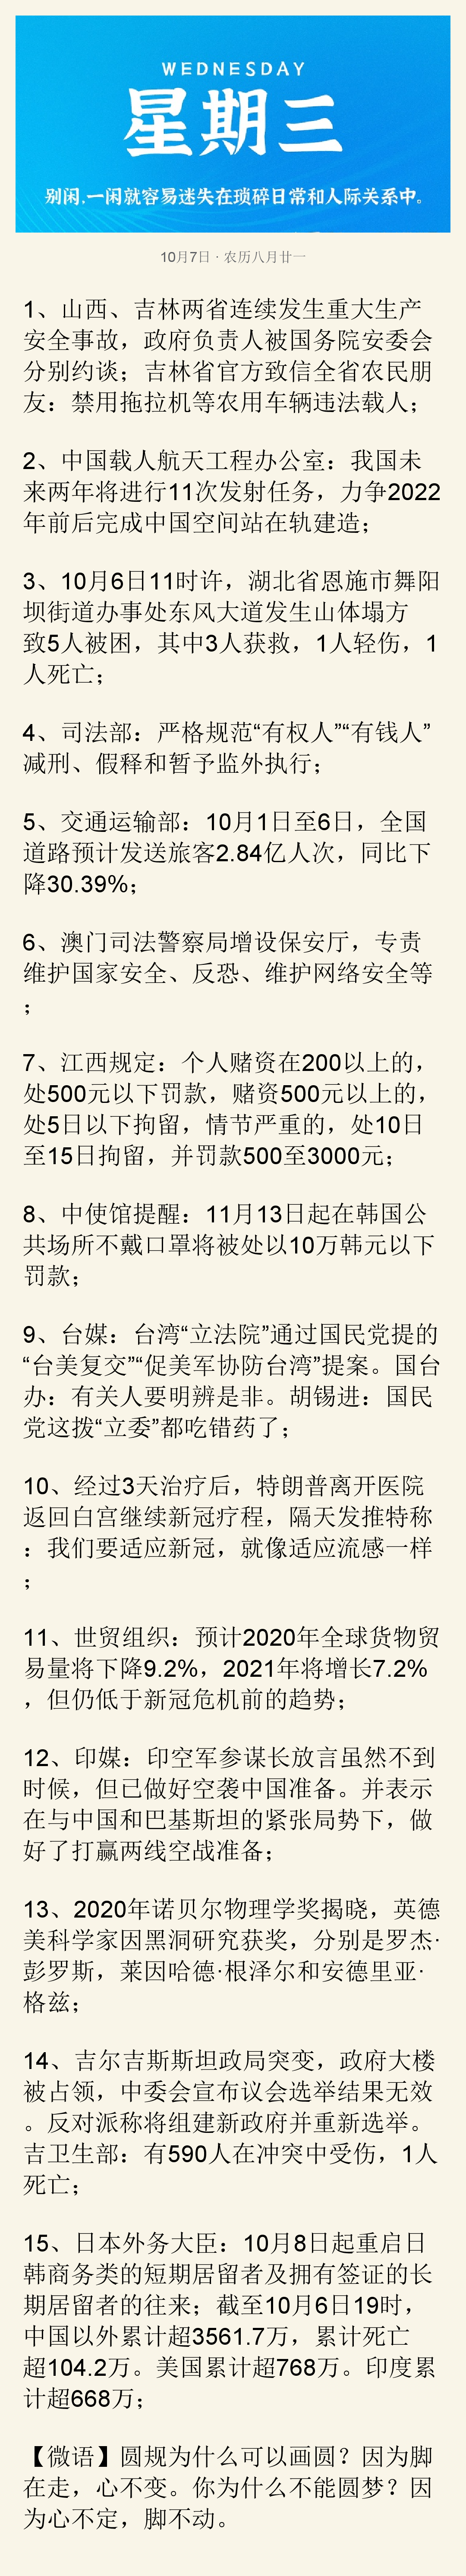 WEDNESDAY
星期三
别闲.一闲就容易迷失在琐碎日常和人际关系中。
10月7日 · 农历八月廿一
1、山西、吉林两省连续发生重大生产
安全事故，政府负责人被国务院安委会
分别约谈；吉林省官方致信全省农民朋
友：禁用拖拉机等农用车辆违法载人；
2、中国载人航天工程办公室：我国未
来两年将进行11次发射任务，力争2022
年前后完成中国空间站在轨建造；
3、10月6日11时许，湖北省恩施市舞阳
坝街道办事处东风大道发生山体塌方
致5人被困，其中3人获救，1人轻伤，1
人死亡；
4、司法部：严格规范“有权人”“有钱人”
减刑、假释和暂予监外执行；
5、交通运输部：10月1日至6日，全国
道路预计发送旅客2.84亿人次，同比下
降30.39%；
6、澳门司法警察局增设保安厅，专责
维护国家安全、反恐、维护网络安全等
；
7、江西规定：个人赌资在200以上的，
处500元以下罚款，赌资500元以上的，
处5日以下拘留，情节严重的，处10日
至15日拘留，并罚款500至3000元；
8、中使馆提醒：11月13日起在韩国公
共场所不戴口罩将被处以10万韩元以下
罚款；
9、台媒：台湾“立法院”通过国民党提的
“台美复交”“促美军协防台湾”提案。国台
办：有关人要明辨是非。胡锡进：国民
党这拨“立委”都吃错药了；
10、经过3天治疗后，特朗普离开医院
返回白宫继续新冠疗程，隔天发推特称
：我们要适应新冠，就像适应流感一样
；
11、世贸组织：预计2020年全球货物贸
易量将下降9.2%，2021年将增长7.2%
，但仍低于新冠危机前的趋势；
12、印媒：印空军参谋长放言虽然不到
时候，但已做好空袭中国准备。并表示
在与中国和巴基斯坦的紧张局势下，做
好了打赢两线空战准备；
13、2020年诺贝尔物理学奖揭晓，英德
美科学家因黑洞研究获奖，分别是罗杰·
彭罗斯，莱因哈德·根泽尔和安德里亚·
格兹；
14、吉尔吉斯斯坦政局突变，政府大楼
被占领，中委会宣布议会选举结果无效
。反对派称将组建新政府并重新选举。
吉卫生部：有590人在冲突中受伤，1人
死亡；
15、日本外务大臣：10月8日起重启日
韩商务类的短期居留者及拥有签证的长
期居留者的往来；截至10月6日19时，
中国以外累计超3561.7万，累计死亡
超104.2万。美国累计超768万。印度累
计超668万；
【微语】圆规为什么可以画圆？因为脚
在走，心不变。你为什么不能圆梦？因
为心不定，脚不动。